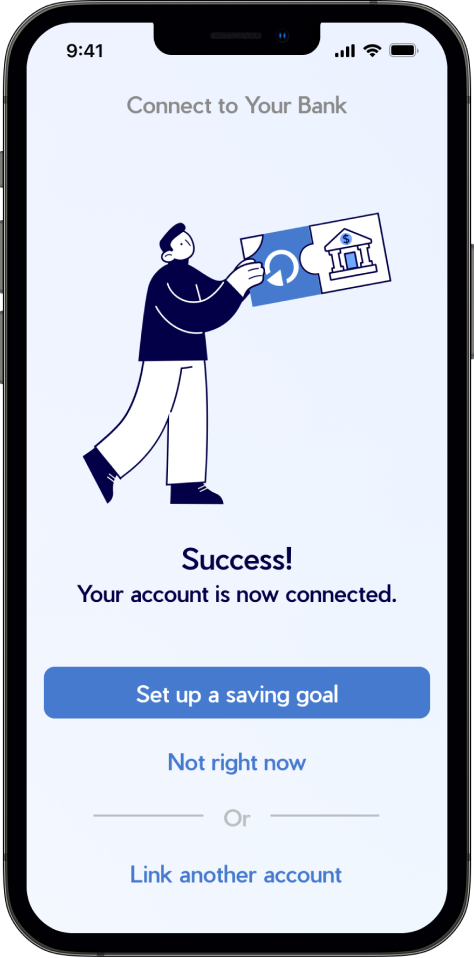 9:41
Connect to Your Bank
$
Success!
Your account is now connected.
Set up a saving goal
Not right now
Or
Link another account